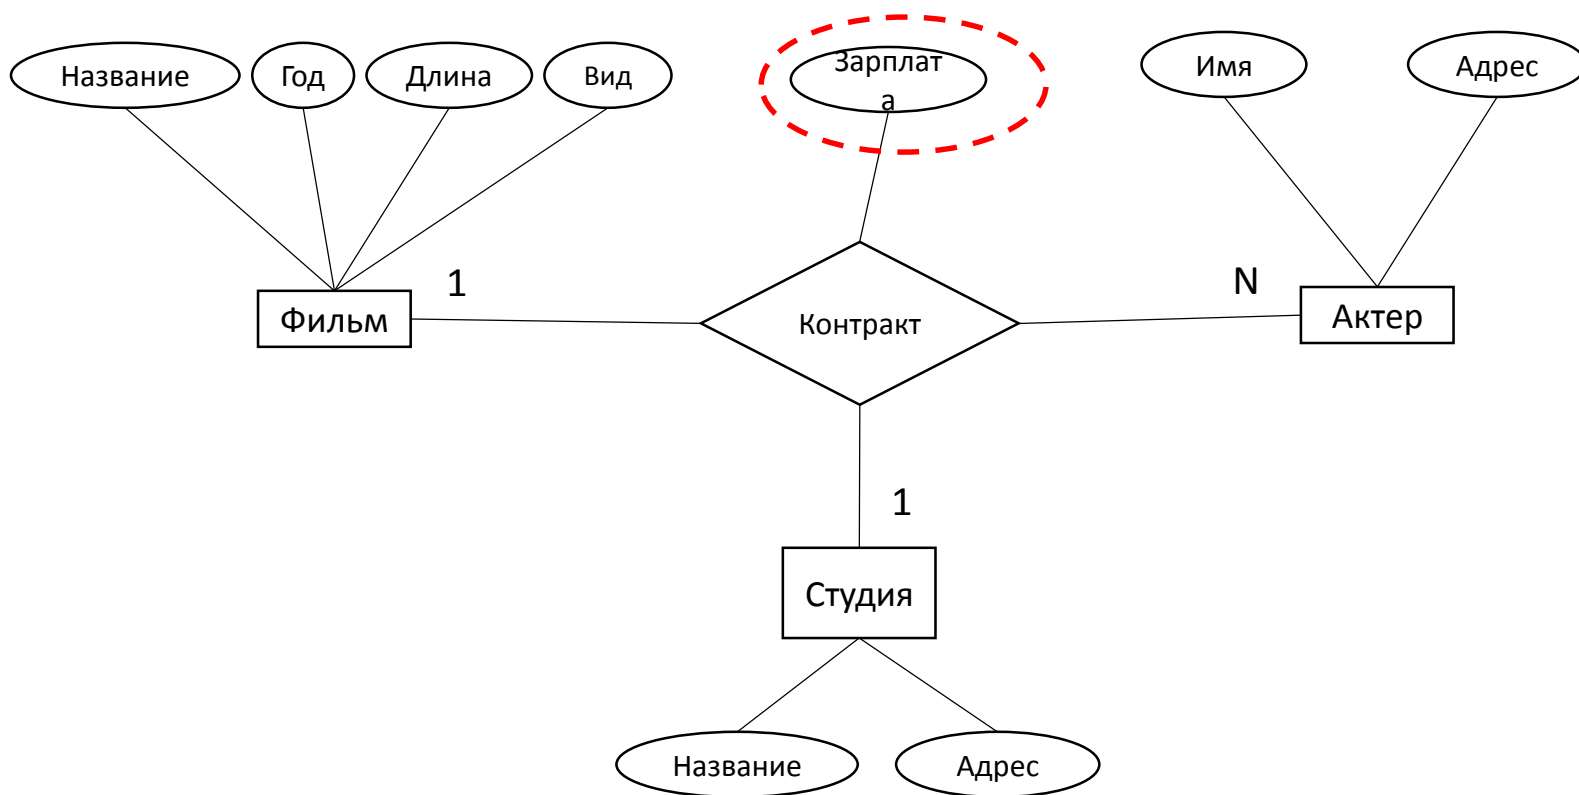 Название
Год
Длина
Вид
Зарплат
а
Имя
Адрес
1
N
Фильм
Контракт
Актер
1
Студия
Название
Адрес